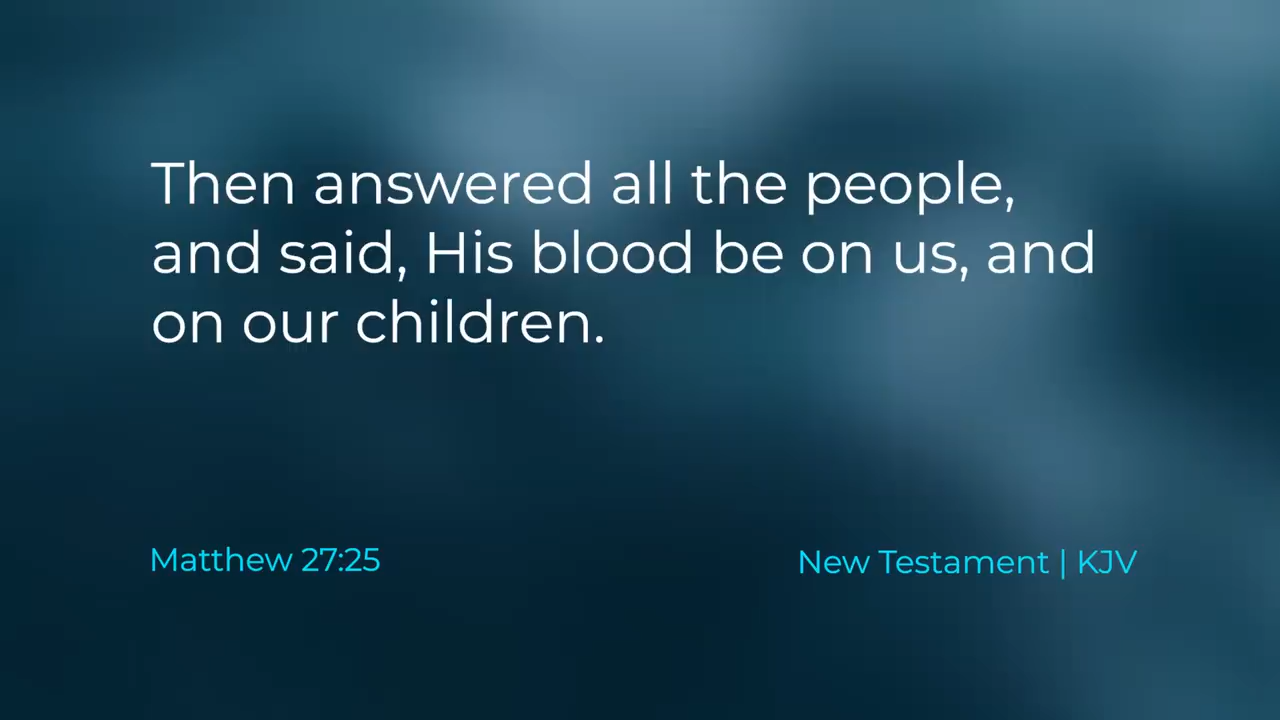 Then answered all the people,
and said, His blood be on us, and
on our children.
Matthew 27:25
New Testament | KJV